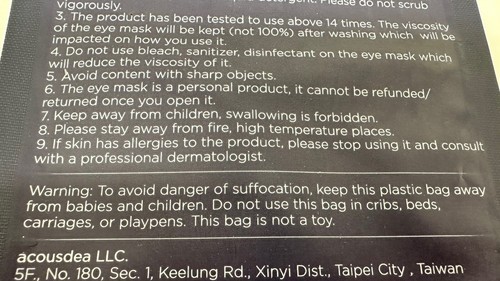 detergent. Please do not scrub
vigorously.
3. The product has been tested to use above 14 times. The viscosity
of the eye mask will be kept (not 100%) after washing which will be
impacted on how you use it.
4. Do not use bleach, sanitizer, disinfectant on the eye mask which
will reduce the viscosity of it.
5. Avoid content with sharp objects.
6. The eye mask is a personal product, it cannot be refunded/
returned once you open it.
7. Keep away from children, swallowing is forbidden.
8. Please stay away from fire, high temperature places.
9. If skin has allergies to the product, please stop using it and consult
with a professional dermatologist.
Warning: To avoid danger of suffocation, keep this plastic bag away
from babies and children. Do not use this bag in cribs, beds,
carriages, or playpens. This bag is not a toy.
acousdea LLC.
5F., No. 180, Sec. 1, Keelung Rd., Xinyi Dist., Taipei City , Taiwan